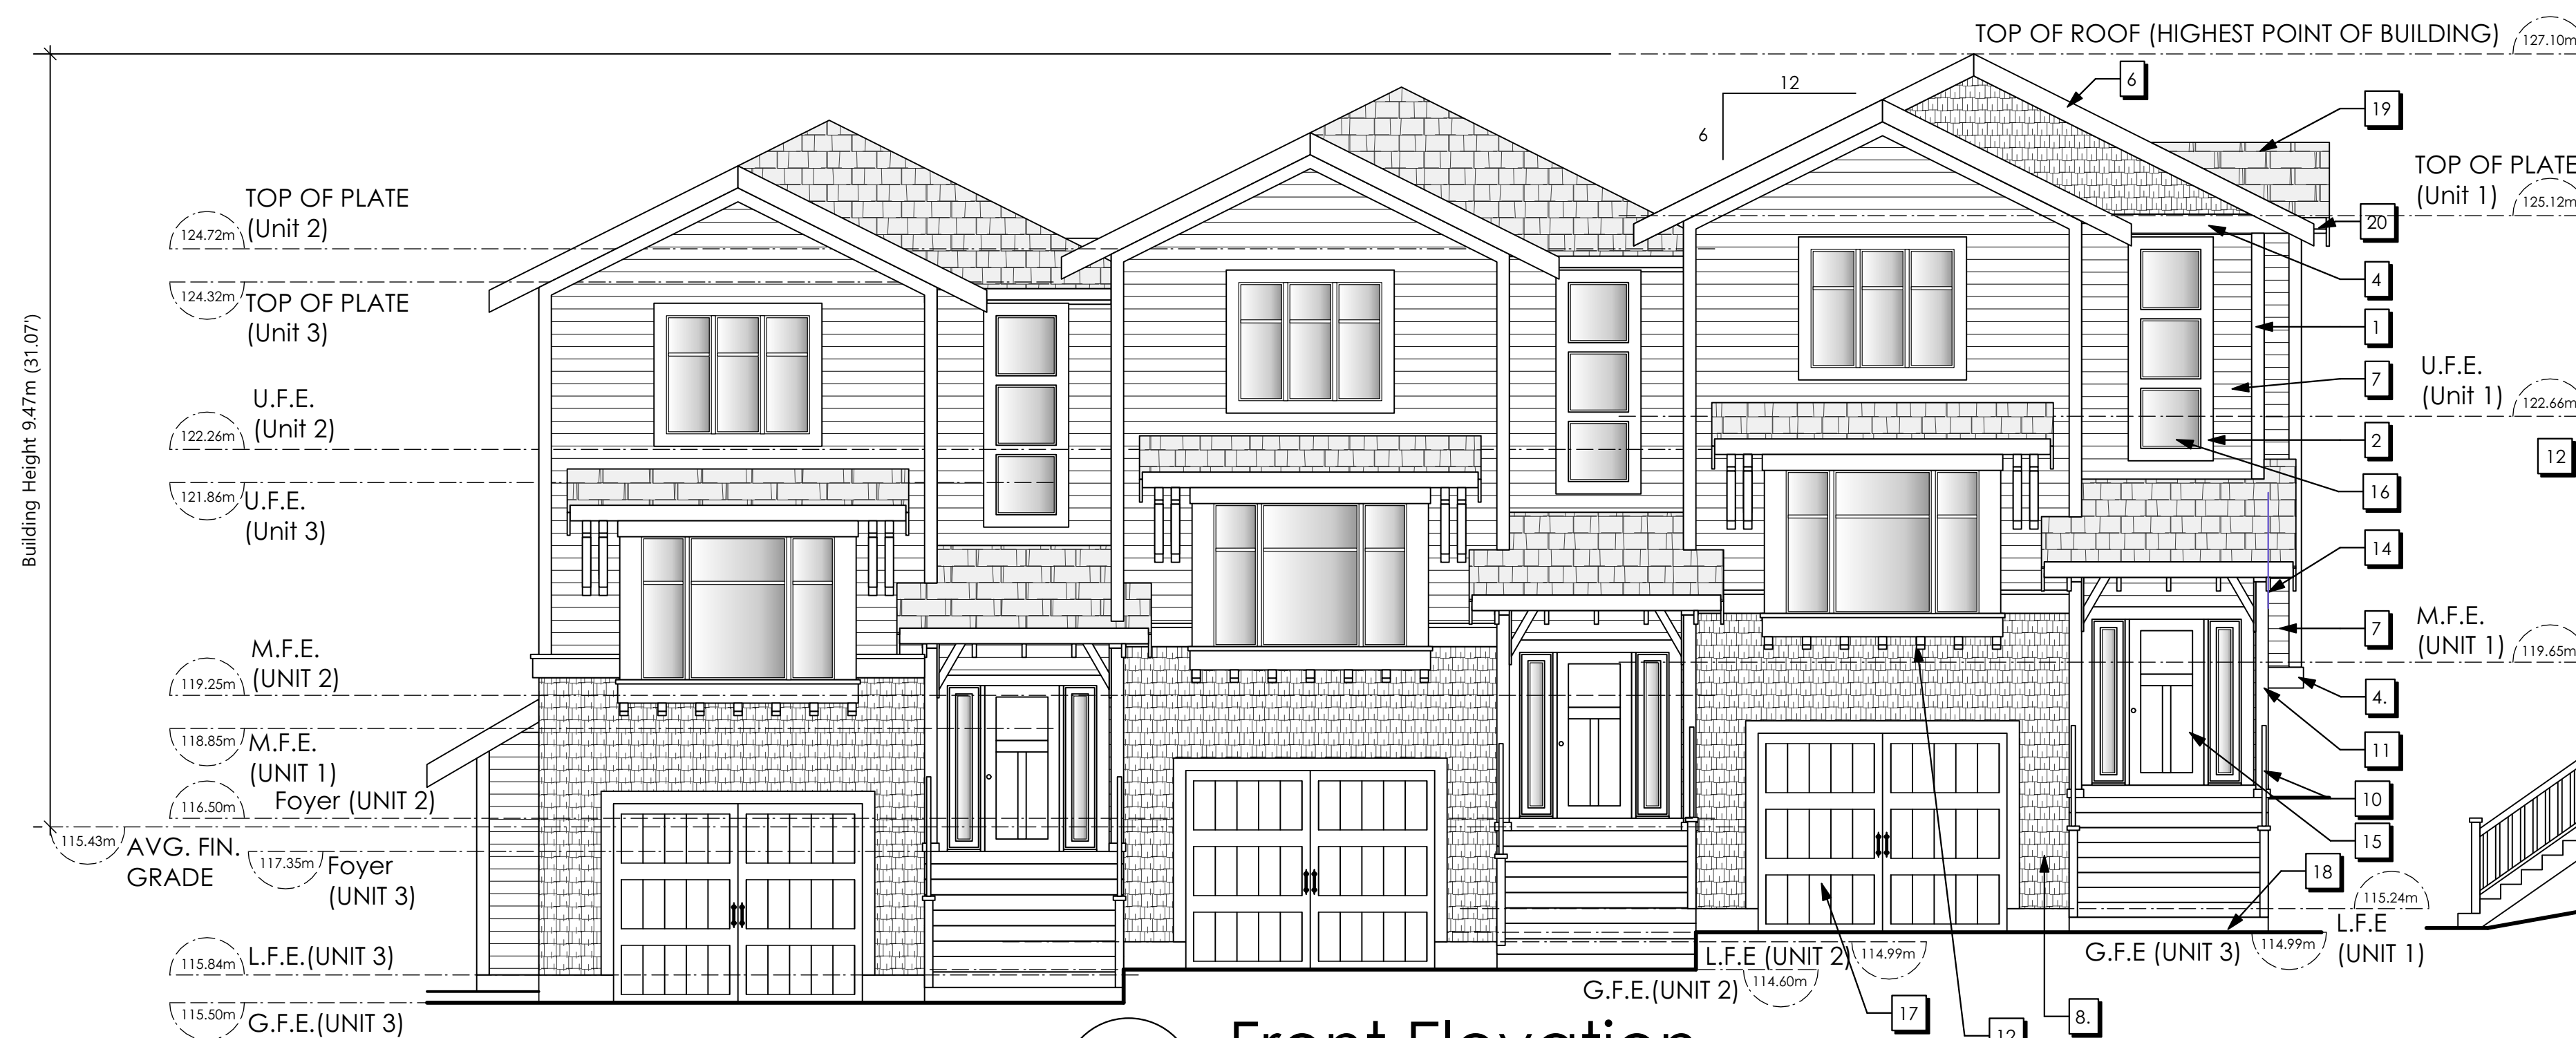 TOP OF ROOF (HIGHEST POINT OF BUILDING)
127.10m
12
6
6
19
TOP OF PLATE
(Unit 1)
125.12m
TOP OF PLATE
(Unit 2)
124.72m
20
4
124.32m
TOP OF PLATE
(Unit 3)
1
Building Height 9.47m (31.07')
7
U.F.E.
(Unit 1)
122.66m
U.F.E.
(Unit 2)
122.26m
2
12
121.86m
U.F.E.
(Unit 3)
16
14
7
M.F.E.
(UNIT 1)
119.65m
M.F.E.
(UNIT 2)
119.25m
4.
118.85m
M.F.E.
(UNIT 1)
11
Foyer (UNIT 2)
116.50m
10
115.43m
AVG. FIN.
GRADE
117.35m
Foyer
(UNIT 3)
15
18
115.24m
L.F.E
(UNIT 1)
L.F.E.(UNIT 3)
115.84m
L.F.E (UNIT 2)
114.99m
G.F.E (UNIT 3)
114.99m
G.F.E.(UNIT 2)
114.60m
115.50m
G.F.E.(UNIT 3)
17
8.
12
Front Elevation